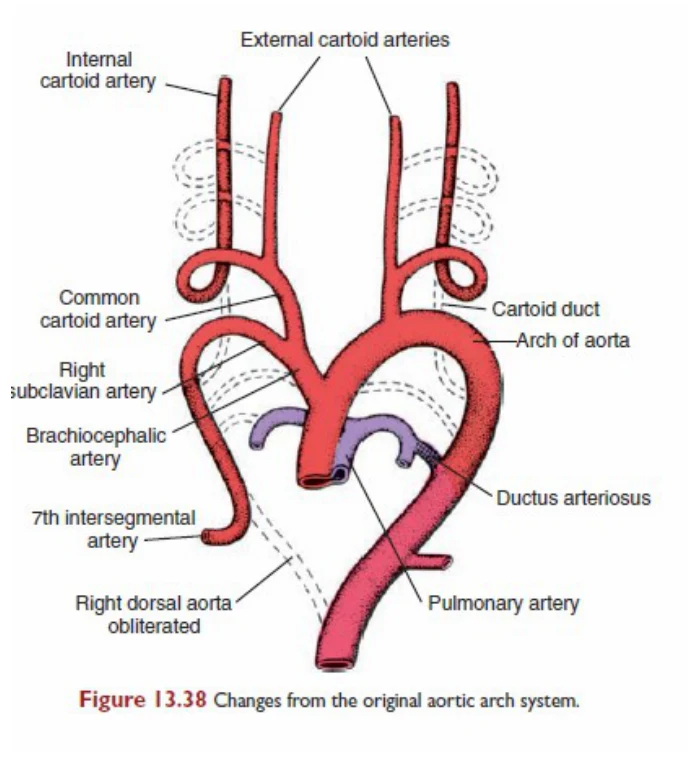 External cartoid arteries
Internal
cartoid artery
Common
cartoid artery
Cartoid duct
Arch of aorta
Right
subclavian artery
Brachiocephalic
artery
Ductus arteriosus
7th intersegmental
artery
Right dorsal aorta
obliterated
Pulmonary artery
Figure 13.38 Changes from the original aortic arch system.